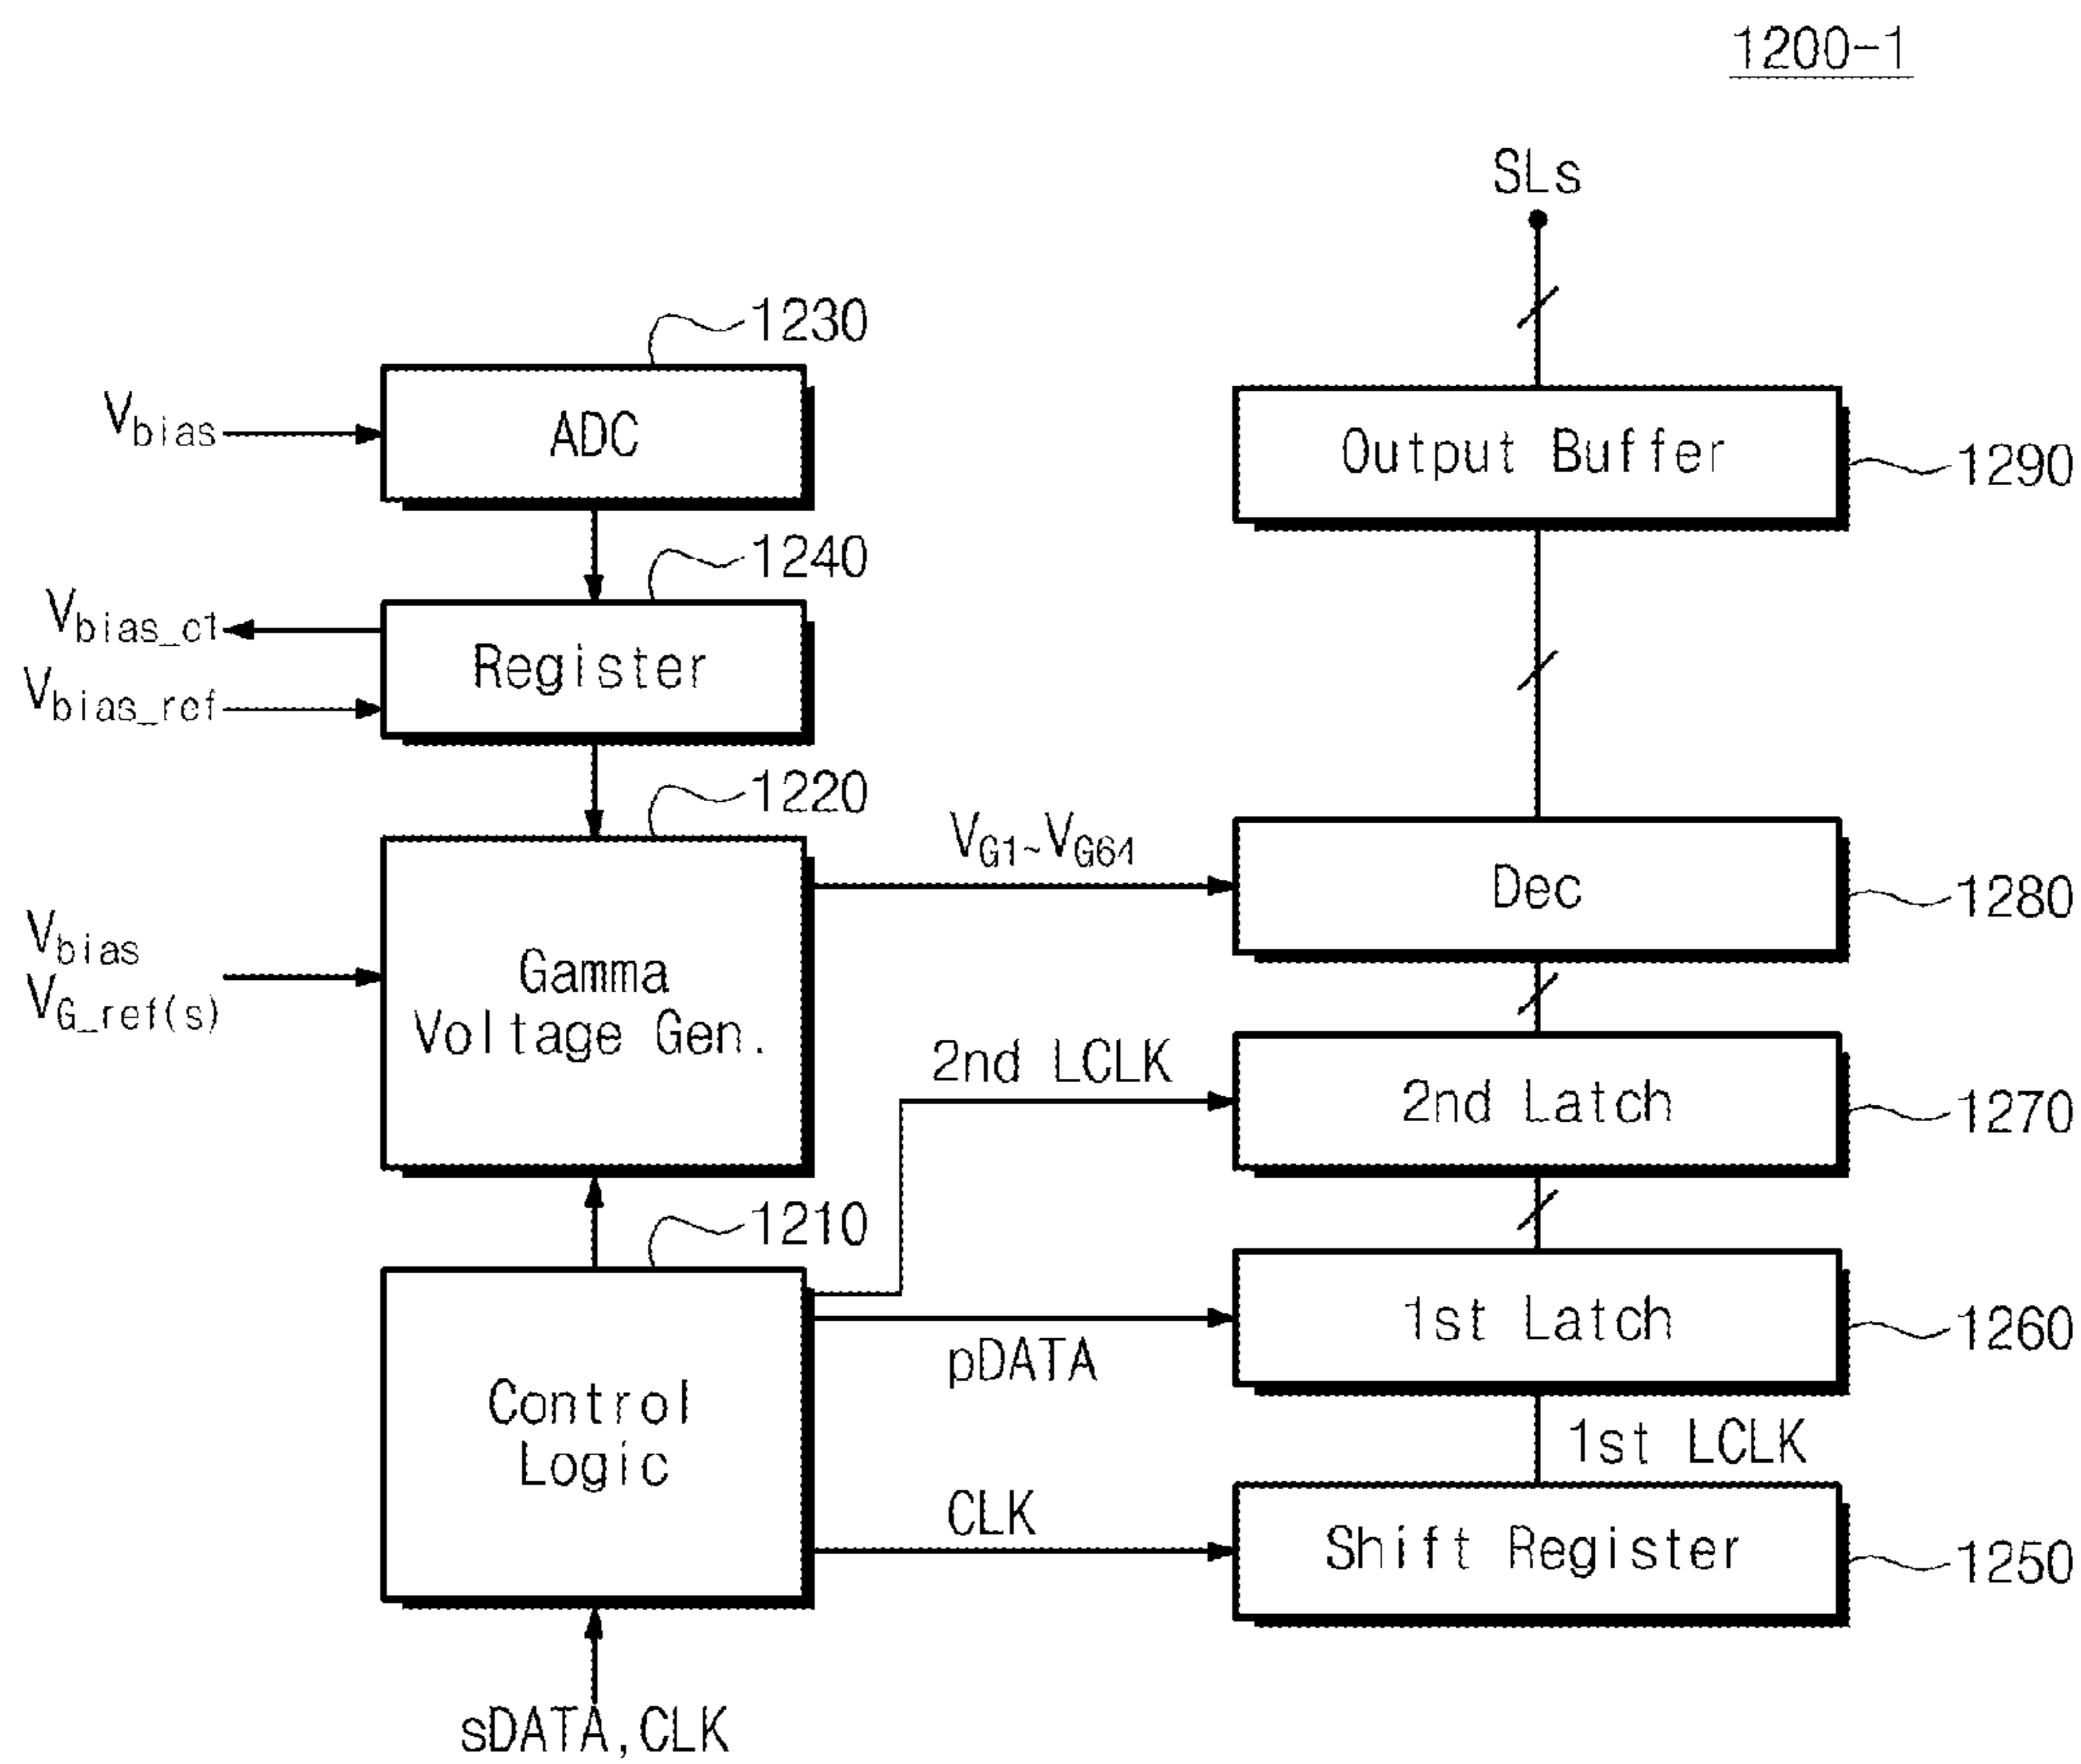 1200-1
SLs
1230
Vbias
ADC
Output Buffer
1290
1240
Vbias_ct
Register
Vbias_ref
1220
VG1~VG64
Dec
1280
Vbias
VG_ref(s)
Gamma
Voltage Gen.
2nd LCLK
2nd Latch
1270
1210
1st Latch
1260
pDATA
Control
Logic
1st LCLK
CLK
Shift Register
1250
sDATA,CLK